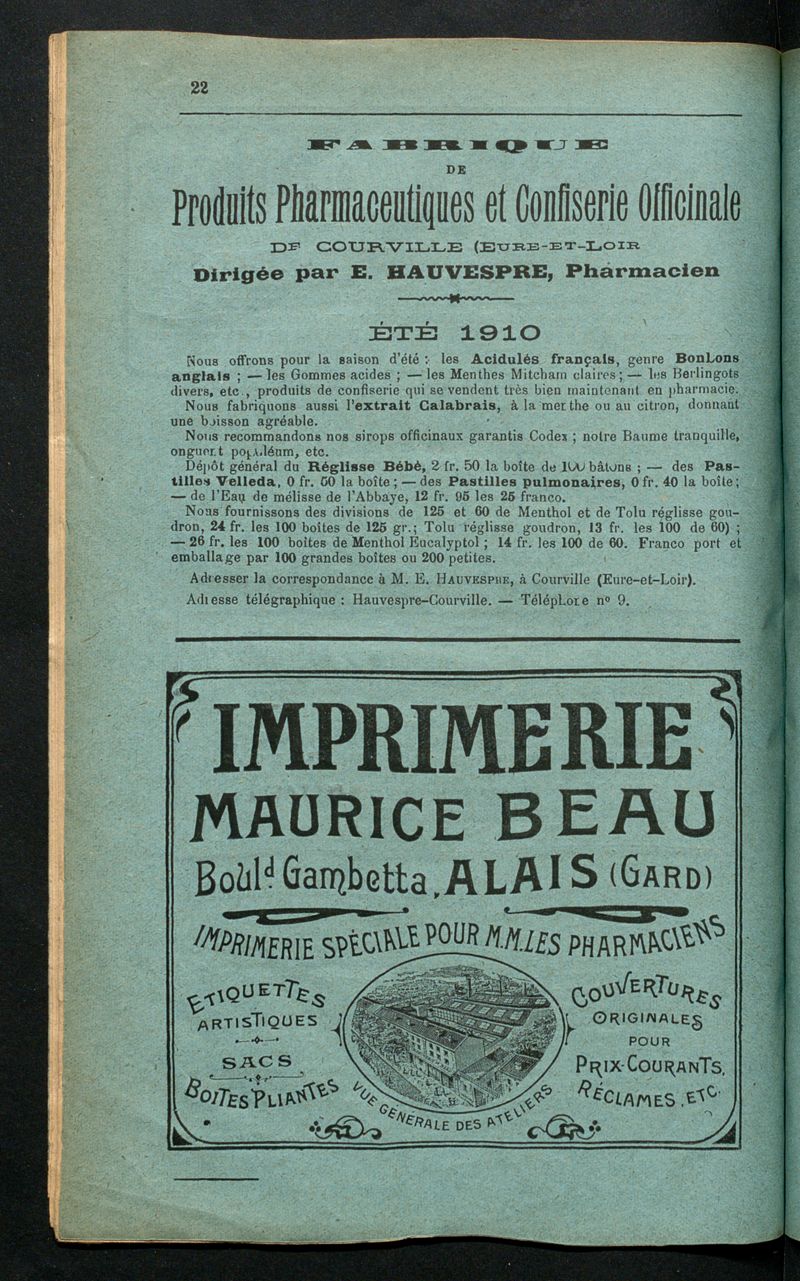 22
FABRIQUE
DE
Produits Pharmaceutiques et Confiserie Officinale
DE COURVILLE (EURE-ET-LOIR
Dirigée par E. HAUVESPRE, Pharmacien
ÉTÉ 1910
Nous offrons pour la saison d'été : les Acidulés français, genre BonLons
anglais ; — les Gommes acides ; — les Menthes Mitcham claires ; — les Berlingots
divers, etc., produits de confiserie qui se vendent très bien maintenant en pharmacie.
Nous fabriquons aussi l'extrait Calabrais, à la menthe ou au citron, donnant
une boisson agréable.
Nous recommandons nos sirops officinaux garantis Codex ; notre Baume tranquille,
onguent populéum, etc.
Dépôt général du Réglisse Bébé, 2 fr. 50 la boîte de 100 bâtons ; — des Pas-
tilles Velleda, 0 fr. 50 la boîte ; — des Pastilles pulmonaires, 0 fr. 40 la boîte ;
— de l'Eau de mélisse de l'Abbaye, 12 fr. 95 les 25 franco.
Nous fournissons des divisions de 125 et 60 de Menthol et de Tolu réglisse gou-
dron, 24 fr. les 100 boites de 125 gr.; Tolu réglisse goudron, 13 fr. les 100 de 60) ;
— 26 fr. les 100 boites de Menthol Eucalyptol ; 14 fr. les 100 de 60. Franco port et
emballage par 100 grandes boîtes ou 200 petites.
Adresser la correspondance à M. E. HAUVESPRE, à Courville (Eure-et-Loir).
Adresse télégraphique : Hauvespre-Courville. — Téléphone nº 9.
IMPRIMERIE
MAURICE BEAU
Boulᵈ Gambetta, ALAIS (GARD)
IMPRIMERIE SPÉCIALE POUR M.M. LES PHARMACIENS
ETIQUETTES
ARTISTIQUES
SACS
BOITES PLIANTES
VUE GÉNÉRALE DES ATELIERS
COUVERTURES
ORIGINALES
POUR
PRIX-COURANTS,
RÉCLAMES, ETC.